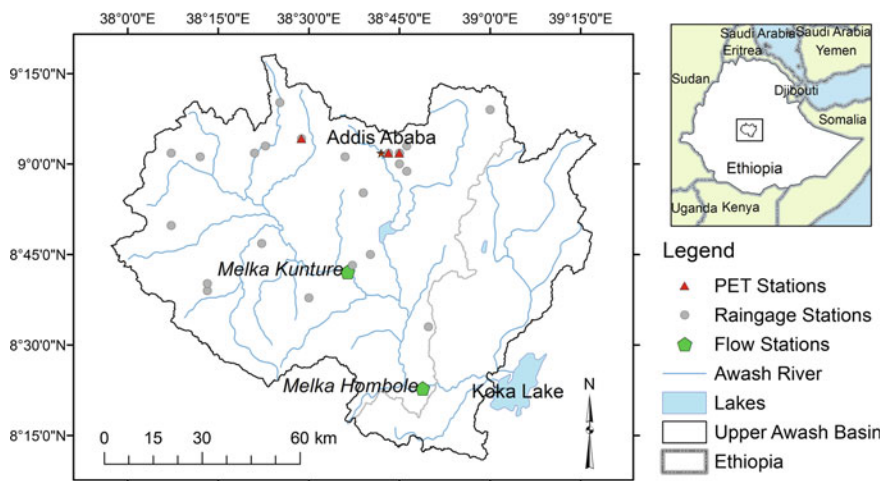 38°0'0"E 38°15'0"E 38°30'0"E 38°45'0"E 39°0'0"E 39°15'0"E
9°15'0"N
9°0'0"N
8°45'0"N
8°30'0"N
8°15'0"N
Addis Ababa
Melka Kunture
Melka Hombole
Koka Lake
N
0 15 30 60 km
Saudi Arabia
Saudi Arabia
Eritrea
Yemen
Sudan
Djibouti
Somalia
Ethiopia
Uganda
Kenya
Legend
PET Stations
Raingage Stations
Flow Stations
Awash River
Lakes
Upper Awash Basin
Ethiopia